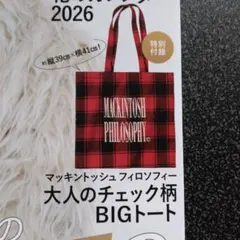 2026
特別
付録
約縦39cm×横41cm!
MACKINTOSH
PHILOSOPHY
マッキントッシュ フィロソフィー
大人のチェック柄
BIGトート